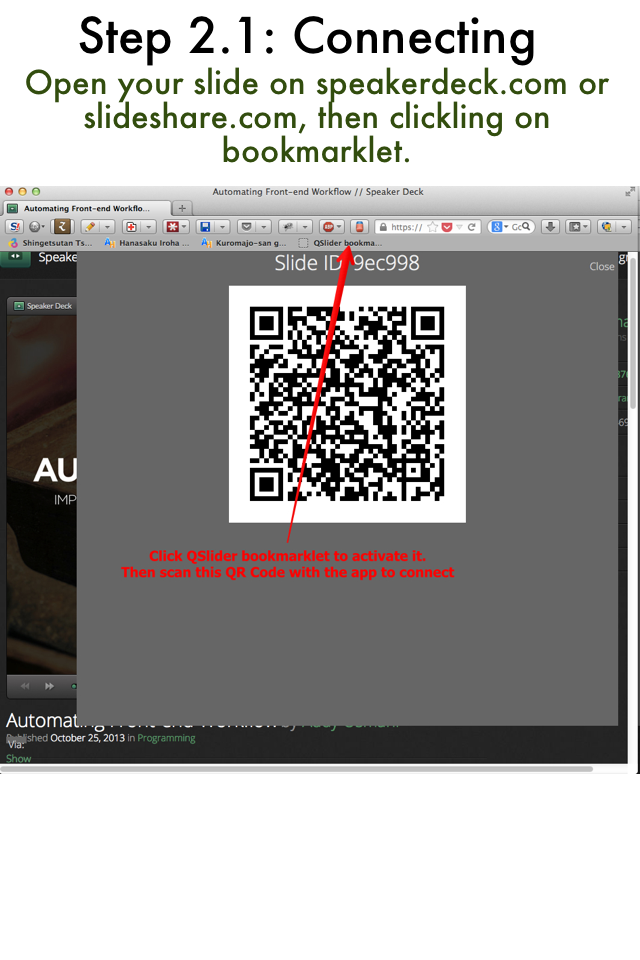 Step 2.1: Connecting
Open your slide on speakerdeck.com or
slideshare.com, then clickling on
bookmarklet.
Automating Front-end Workflow // Speaker Deck
Automating Front-end Workflo...
https://
Shingetsutan Ts...
Hanasaku Iroha ...
Kuromajo-san g...
QSlider bookma...
Speake
Slide ID: 9ec998
Close
Speaker Deck
AU
IMP
Click QSlider bookmarklet to activate it.
Then scan this QR Code with the app to connect
Automating Front-end Workflow by
Published October 25, 2013 in Programming
Via:
Show